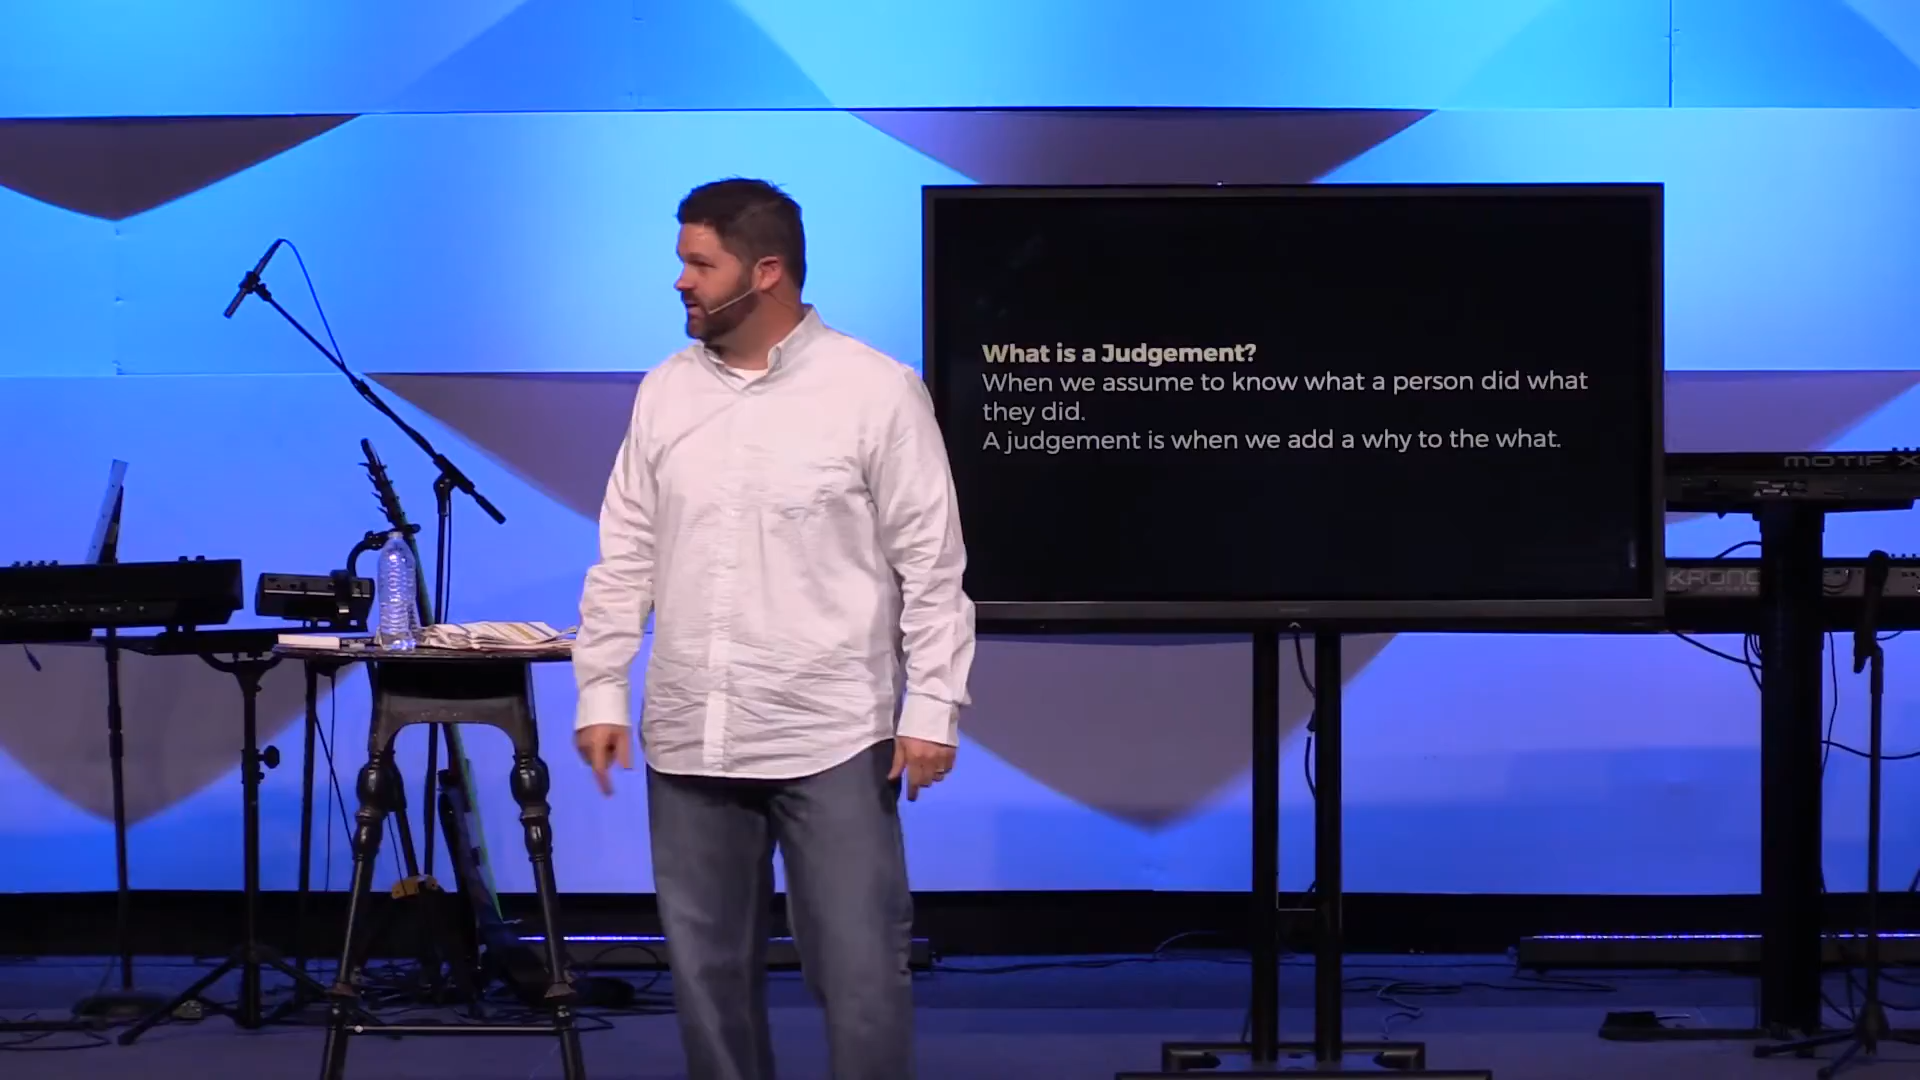 What is a Judgement?
When we assume to know what a person did what
they did.
A judgement is when we add a why to the what.
MOTIF X
KRONO